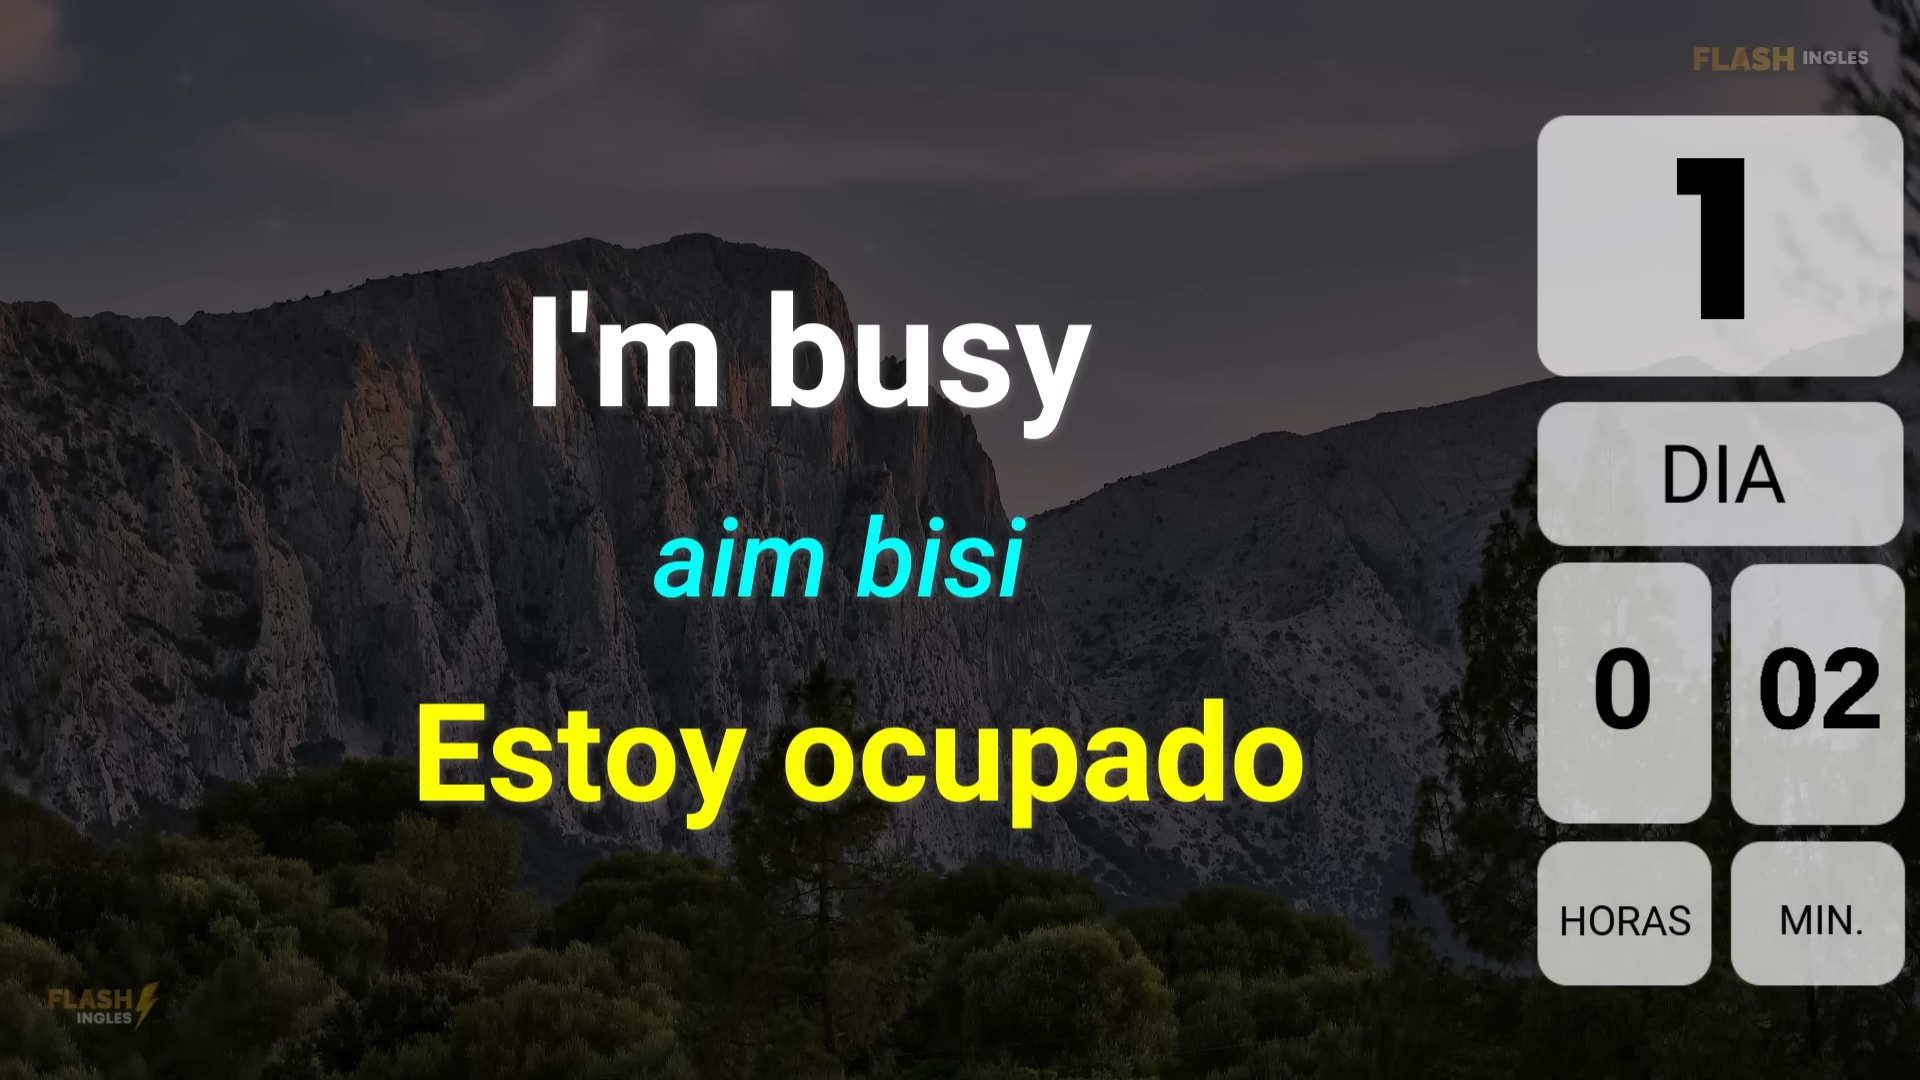 FLASH INGLES
1
DIA
I'm busy
aim bisi
Estoy ocupado
0 02
HORAS MIN.
FLASH
INGLES